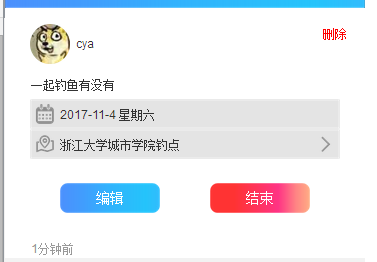 cya
删除
一起钓鱼有没有
2017-11-4 星期六
浙江大学城市学院钓点
编辑
结束
1分钟前